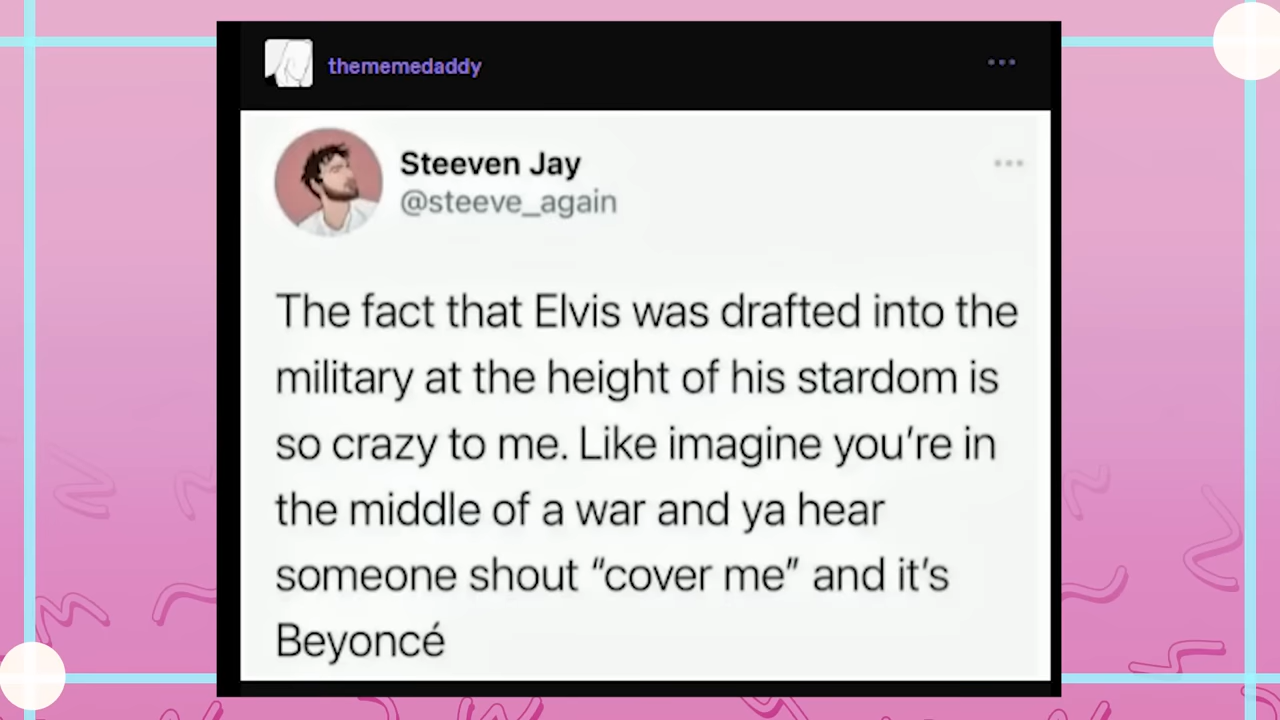 thememedaddy
Steeven Jay
@steeve_again
The fact that Elvis was drafted into the
military at the height of his stardom is
so crazy to me. Like imagine you’re in
the middle of a war and ya hear
someone shout “cover me” and it’s
Beyoncé